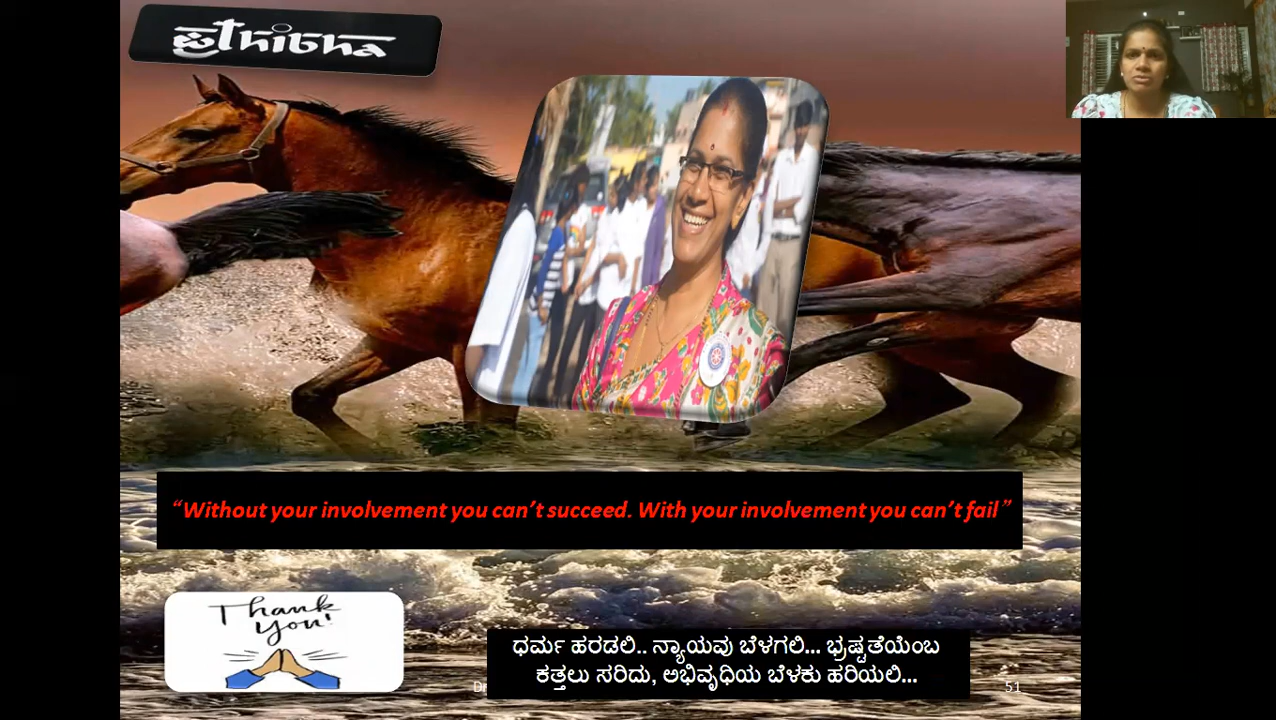 “Without your involvement you can’t succeed. With your involvement you can’t fail”
Thank
You!
ಧರ್ಮ ಹರಡಲಿ.. ನ್ಯಾಯವು ಬೆಳಗಲಿ... ಭ್ರಷ್ಟತೆಯೆಂಬ
ಕತ್ತಲು ಸರಿದು, ಅಭಿವೃಧಿಯ ಬೆಳಕು ಹರಿಯಲಿ...
51